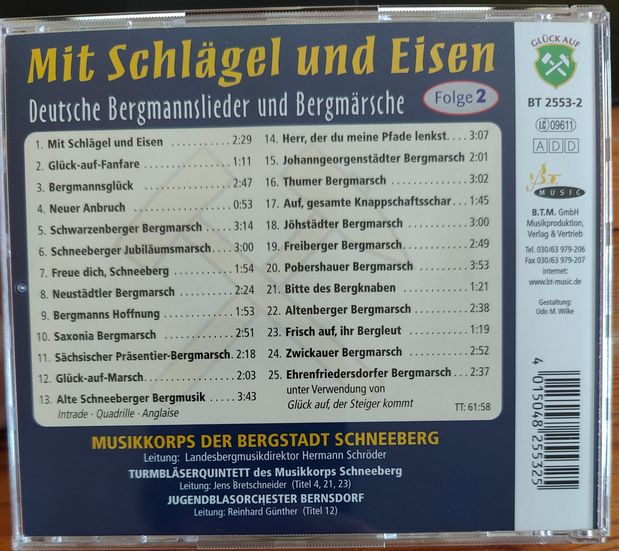 Mit Schlägel und Eisen
Deutsche Bergmannslieder und Bergmärsche
Folge 2
1. Mit Schlägel und Eisen ........... 2:29
2. Glück-auf-Fanfare ................ 1:11
3. Bergmannsglück ................... 2:47
4. Neuer Anbruch .................... 0:53
5. Schwarzenberger Bergmarsch ....... 3:14
6. Schneeberger Jubiläumsmarsch .... 3:00
7. Freue dich, Schneeberg ........... 1:54
8. Neustädtler Bergmarsch ........... 2:24
9. Bergmanns Hoffnung ............... 1:53
10. Saxonia Bergmarsch .............. 2:51
11. Sächsischer Präsentier-Bergmarsch. 2:18
12. Glück-auf-Marsch ................ 2:03
13. Alte Schneeberger Bergmusik ..... 3:43
Intrade · Quadrille · Anglaise
14. Herr, der du meine Pfade lenkst .... 3:07
15. Johanngeorgenstädter Bergmarsch 2:01
16. Thumer Bergmarsch ............... 3:02
17. Auf, gesamte Knappschaftsschar ... 1:45
18. Jöhstädter Bergmarsch ........... 3:00
19. Freiberger Bergmarsch ........... 2:49
20. Pobershauer Bergmarsch .......... 3:53
21. Bitte des Bergknaben ............ 1:21
22. Altenberger Bergmarsch .......... 2:38
23. Frisch auf, ihr Bergleut ........ 1:19
24. Zwickauer Bergmarsch ............ 2:52
25. Ehrenfriedersdorfer Bergmarsch ... 2:37
unter Verwendung von
Glück auf, der Steiger kommt
TT: 61:58
MUSIKKORPS DER BERGSTADT SCHNEEBERG
Leitung: Landesbergmusikdirektor Hermann Schröder
TURMBLÄSERQUINTETT des Musikkorps Schneeberg
Leitung: Jens Bretschneider (Titel 4, 21, 23)
JUGENDBLASORCHESTER BERNSDORF
Leitung: Reinhard Günther (Titel 12)
GLÜCK AUF
BT 2553-2
LC 09611
ADD
B.T.
MUSIC
B.T.M. GmbH
Musikproduktion,
Verlag & Vertrieb
Tel. 030/63 979-206
Fax 030/63 979-207
internet:
www.bt-music.de
Gestaltung:
Udo M. Wilke
4 015048 255325